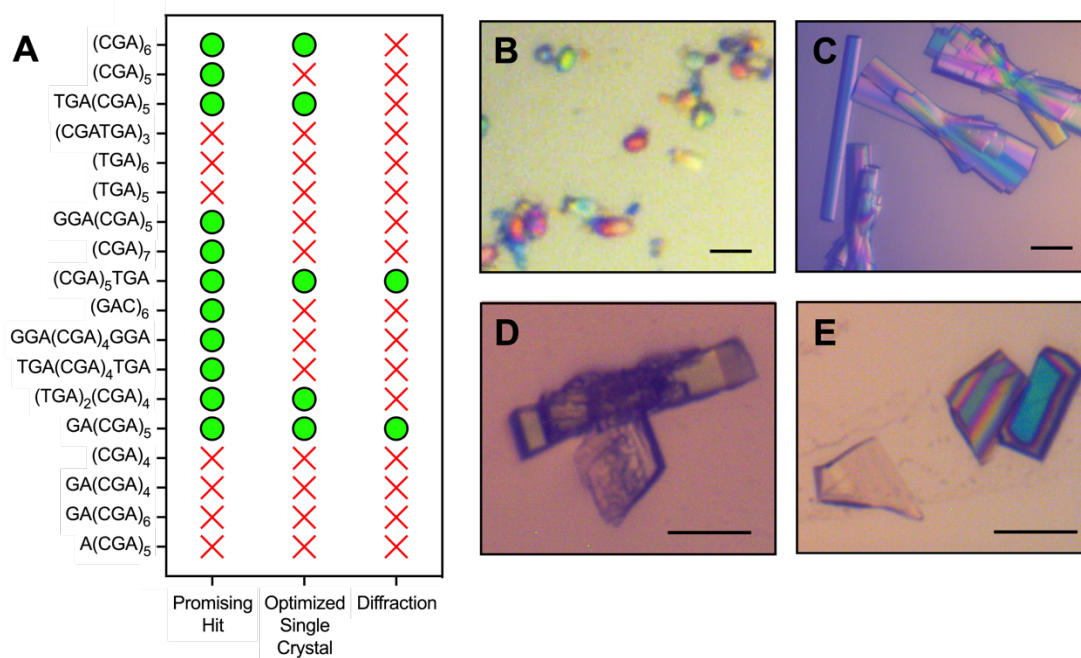 A
(CGA)₆
(CGA)₅
TGA(CGA)₅
(CGATGA)₃
(TGA)₆
(TGA)₅
GGA(CGA)₅
(CGA)₇
(CGA)₅TGA
(GAC)₆
GGA(CGA)₄GGA
TGA(CGA)₄TGA
(TGA)₂(CGA)₄
GA(CGA)₅
(CGA)₄
GA(CGA)₄
GA(CGA)₆
A(CGA)₅
Promising
Hit
Optimized
Single
Crystal
Diffraction
B
C
D
E